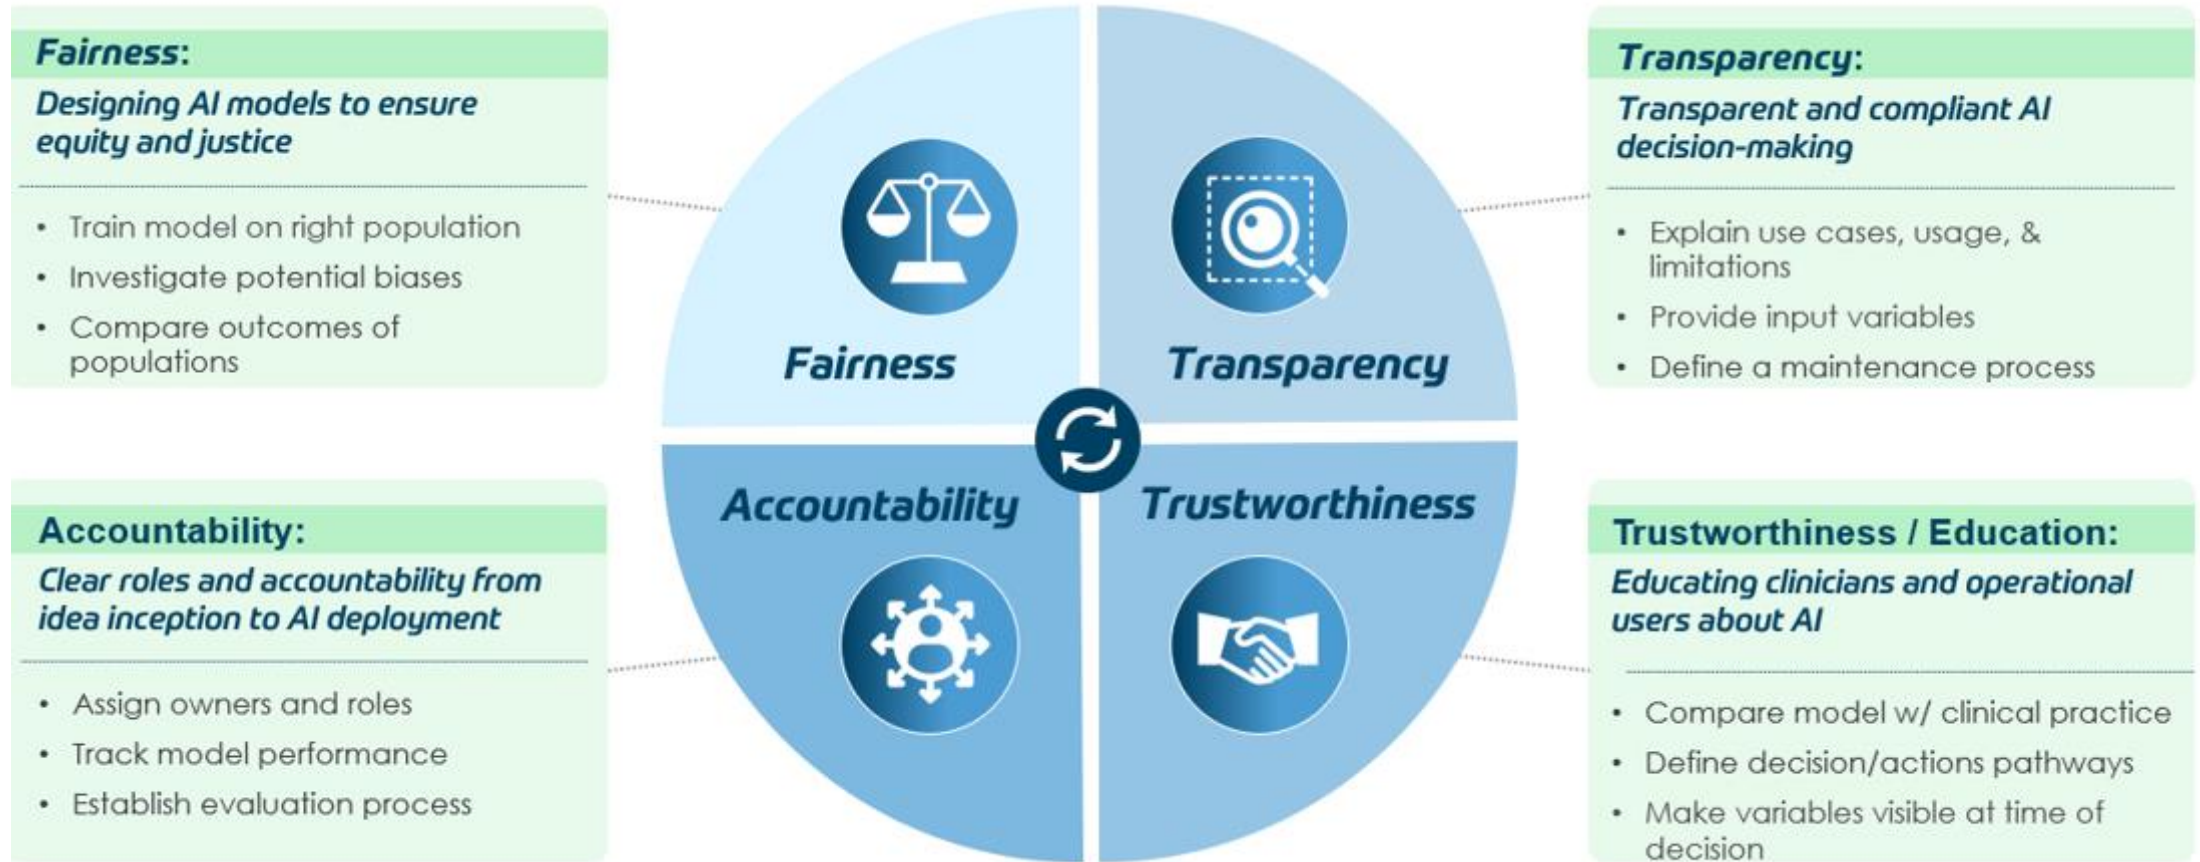 Fairness:
Designing AI models to ensure
equity and justice
• Train model on right population
• Investigate potential biases
• Compare outcomes of
populations
Fairness
Transparency
Transparency:
Transparent and compliant AI
decision-making
• Explain use cases, usage, &
limitations
• Provide input variables
• Define a maintenance process
Accountability:
Clear roles and accountability from
idea inception to AI deployment
• Assign owners and roles
• Track model performance
• Establish evaluation process
Accountability
Trustworthiness
Trustworthiness / Education:
Educating clinicians and operational
users about AI
• Compare model w/ clinical practice
• Define decision/actions pathways
• Make variables visible at time of
decision